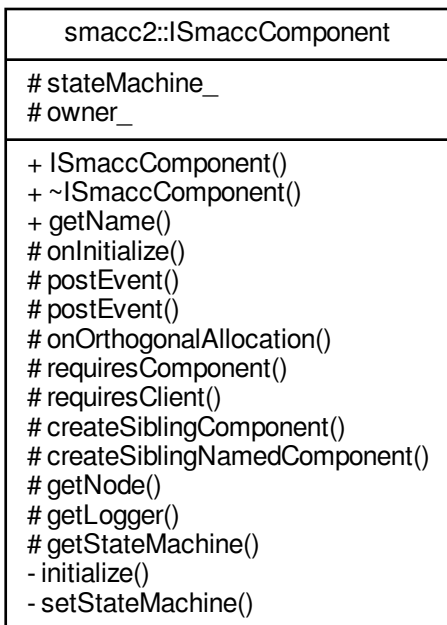 smacc2::ISmaccComponent
# stateMachine_
# owner_
+ ISmaccComponent()
+ ~ISmaccComponent()
+ getName()
# onInitialize()
# postEvent()
# postEvent()
# onOrthogonalAllocation()
# requiresComponent()
# requiresClient()
# createSiblingComponent()
# createSiblingNamedComponent()
# getNode()
# getLogger()
# getStateMachine()
- initialize()
- setStateMachine()